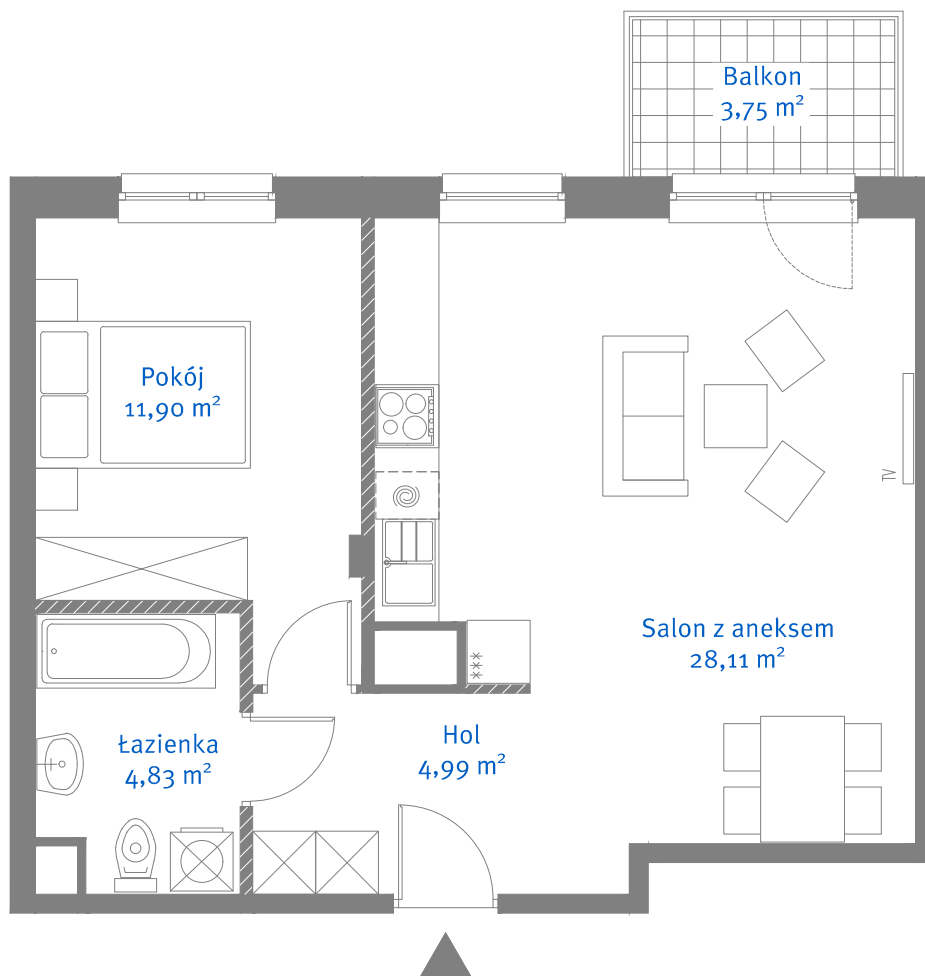 Balkon
3,75 m²
Pokój
11,90 m²
TV
Salon z aneksem
28,11 m²
Hol
4,99 m²
Łazienka
4,83 m²